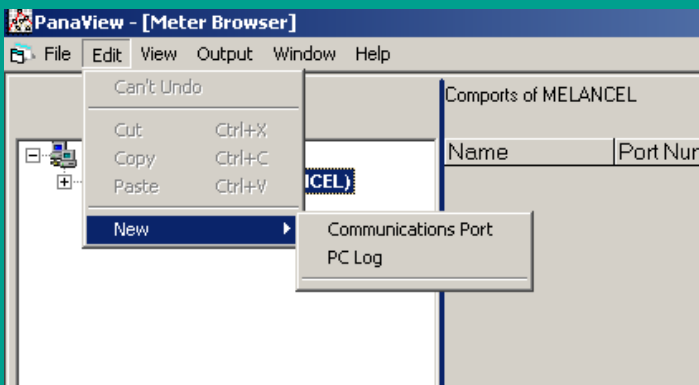 PanaView - [Meter Browser]
File Edit View Output Window Help
Can't Undo
Comports of MELANCEL
Cut Ctrl+X
Copy Ctrl+C
Name Port Nur
Paste Ctrl+V
ICEL)
New
Communications Port
PC Log